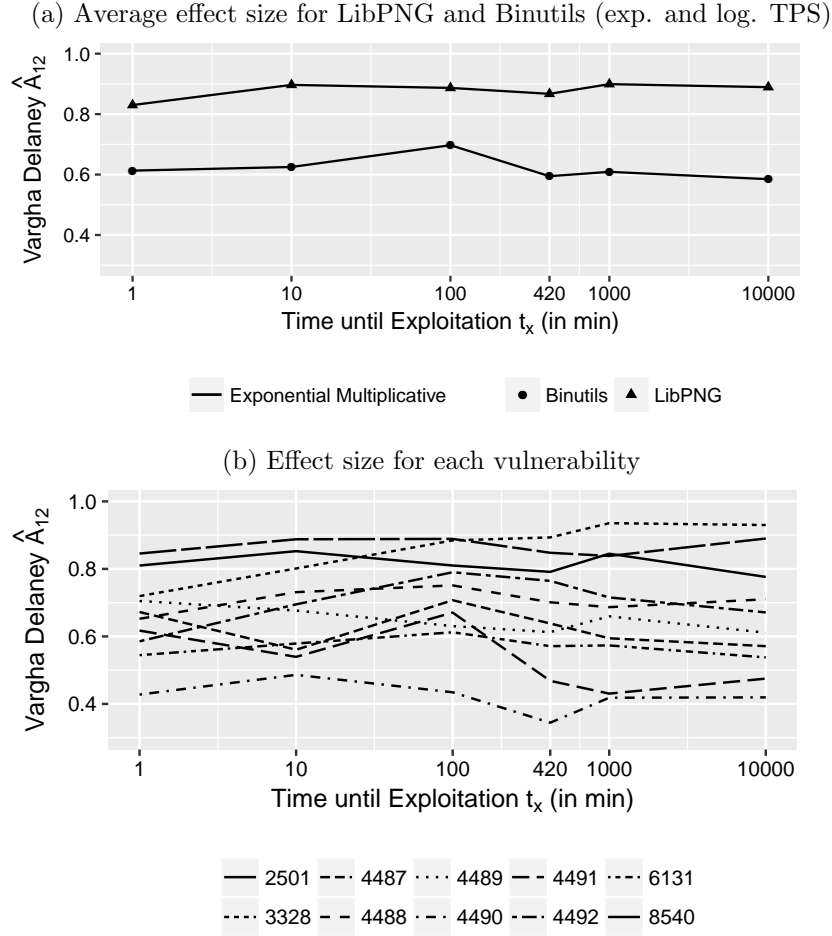 (a) Average effect size for LibPNG and Binutils (exp. and log. TPS)
1.0
0.8
0.6
0.4
Vargha Delaney Â12
1 10 100 420 1000 10000
Time until Exploitation tx (in min)
Exponential Multiplicative Binutils LibPNG
(b) Effect size for each vulnerability
1.0
0.8
0.6
0.4
Vargha Delaney Â12
1 10 100 420 1000 10000
Time until Exploitation tx (in min)
2501 4487 4489 4491 6131
3328 4488 4490 4492 8540